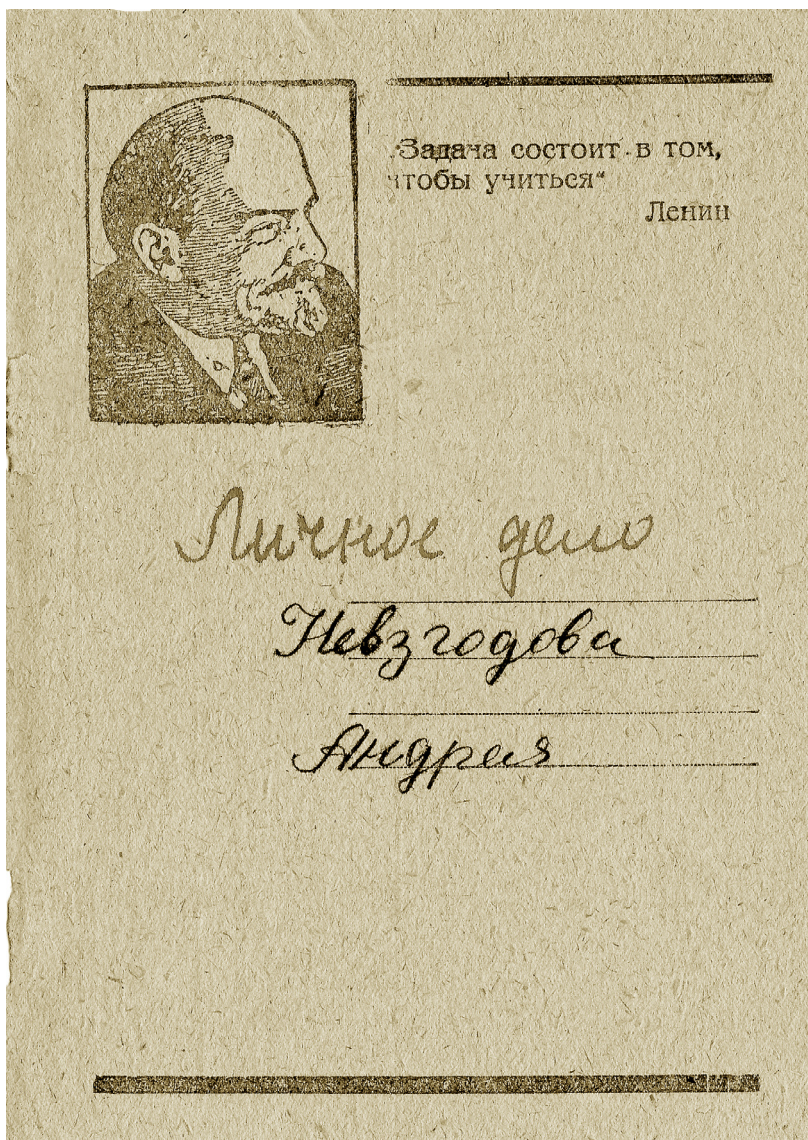 „Задача состоит в том,
чтобы учиться“
Ленин
Личное дело
Невзгодова
Андрея